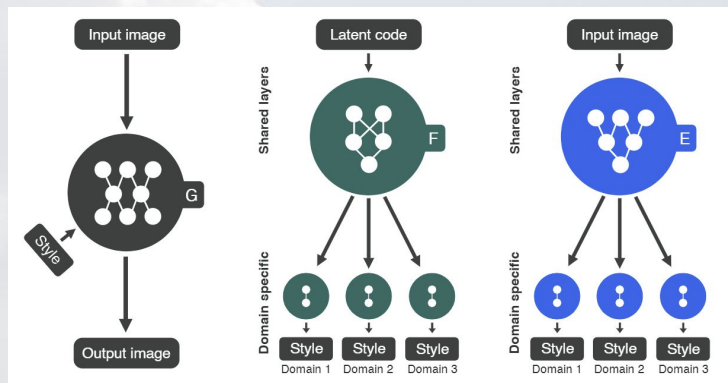 Input image
G
Style
Output image
Latent code
Shared layers
F
Domain specific
Style
Style
Style
Domain 1
Domain 2
Domain 3
Input image
Shared layers
E
Domain specific
Style
Style
Style
Domain 1
Domain 2
Domain 3